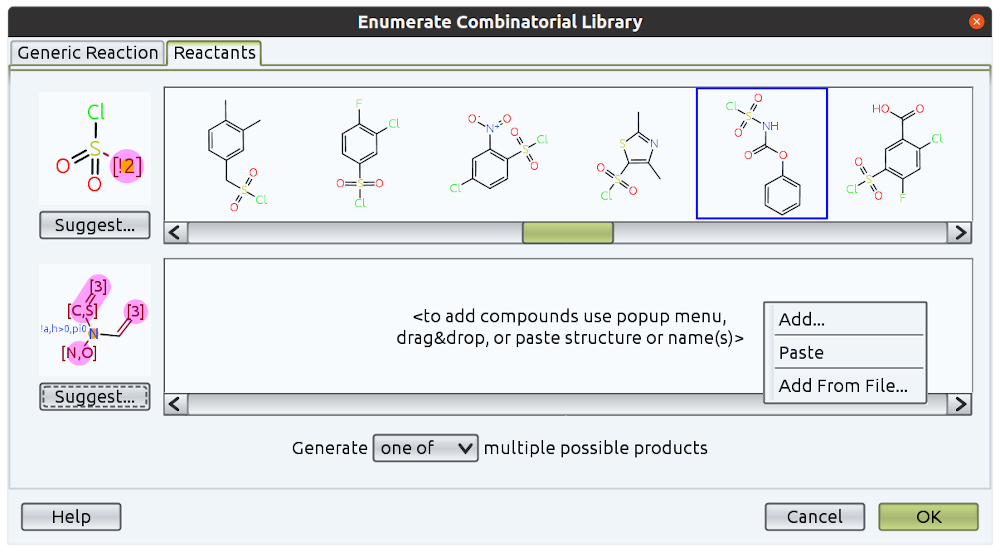 Enumerate Combinatorial Library
Generic Reaction
Reactants
Cl
S
O
O
[!2]
Suggest...
S
O
O
Cl
F
Cl
O
S
O
Cl
O⁻
N⁺
O
O
Cl
S
O
Cl
S
N
O
S
O
Cl
O
Cl
S
NH
O
O
O
HO
O
Cl
O
S
O
Cl
F
[3]
[C,S]
[3]
!a,h>0,pi0
N
[N,O]
Suggest...
<to add compounds use popup menu,
drag&drop, or paste structure or name(s)>
Add...
Paste
Add From File...
Generate one of multiple possible products
Help
Cancel
OK